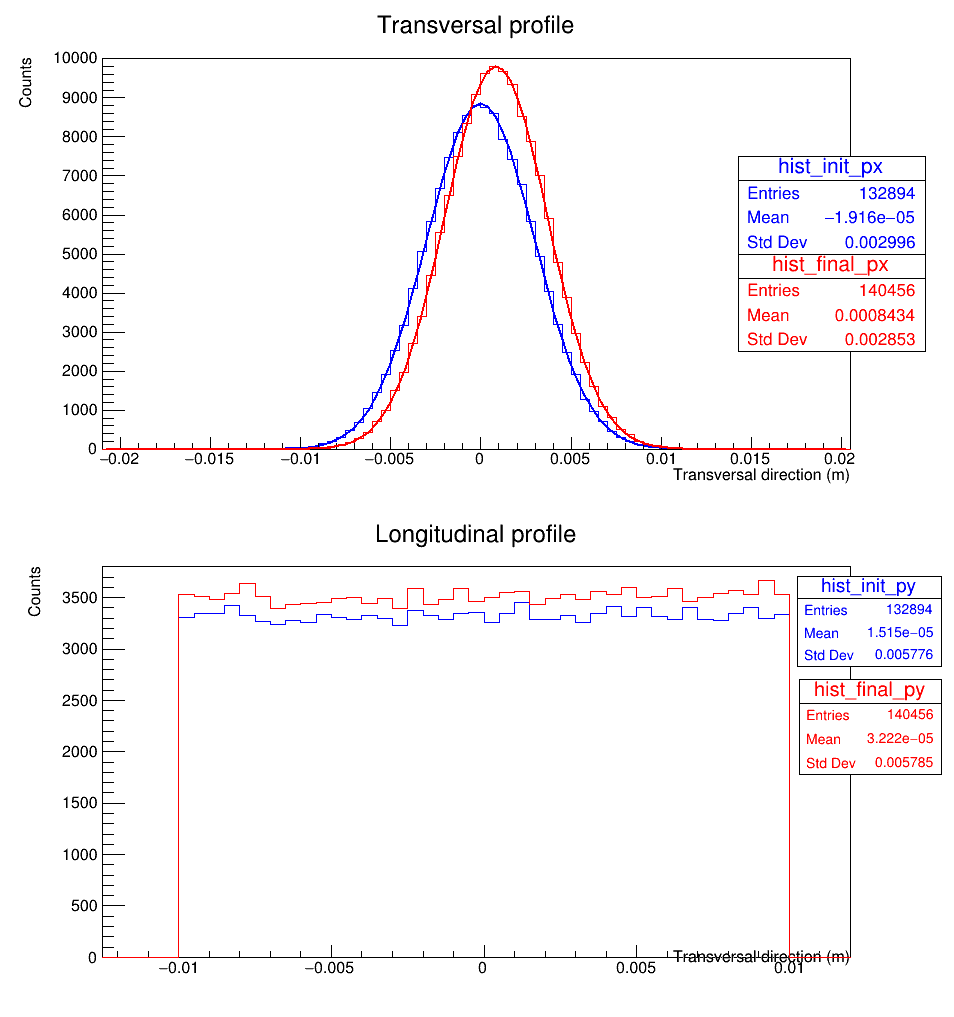 Transversal profile
Counts
10000
9000
8000
7000
6000
5000
4000
3000
2000
1000
0
−0.02 −0.015 −0.01 −0.005 0 0.005 0.01 0.015 0.02
Transversal direction (m)
hist_init_px
Entries 132894
Mean −1.916e−05
Std Dev 0.002996
hist_final_px
Entries 140456
Mean 0.0008434
Std Dev 0.002853
Longitudinal profile
Counts
3500
3000
2500
2000
1500
1000
500
0
−0.01 −0.005 0 0.005 0.01
Transversal direction (m)
hist_init_py
Entries 132894
Mean 1.515e−05
Std Dev 0.005776
hist_final_py
Entries 140456
Mean 3.222e−05
Std Dev 0.005785